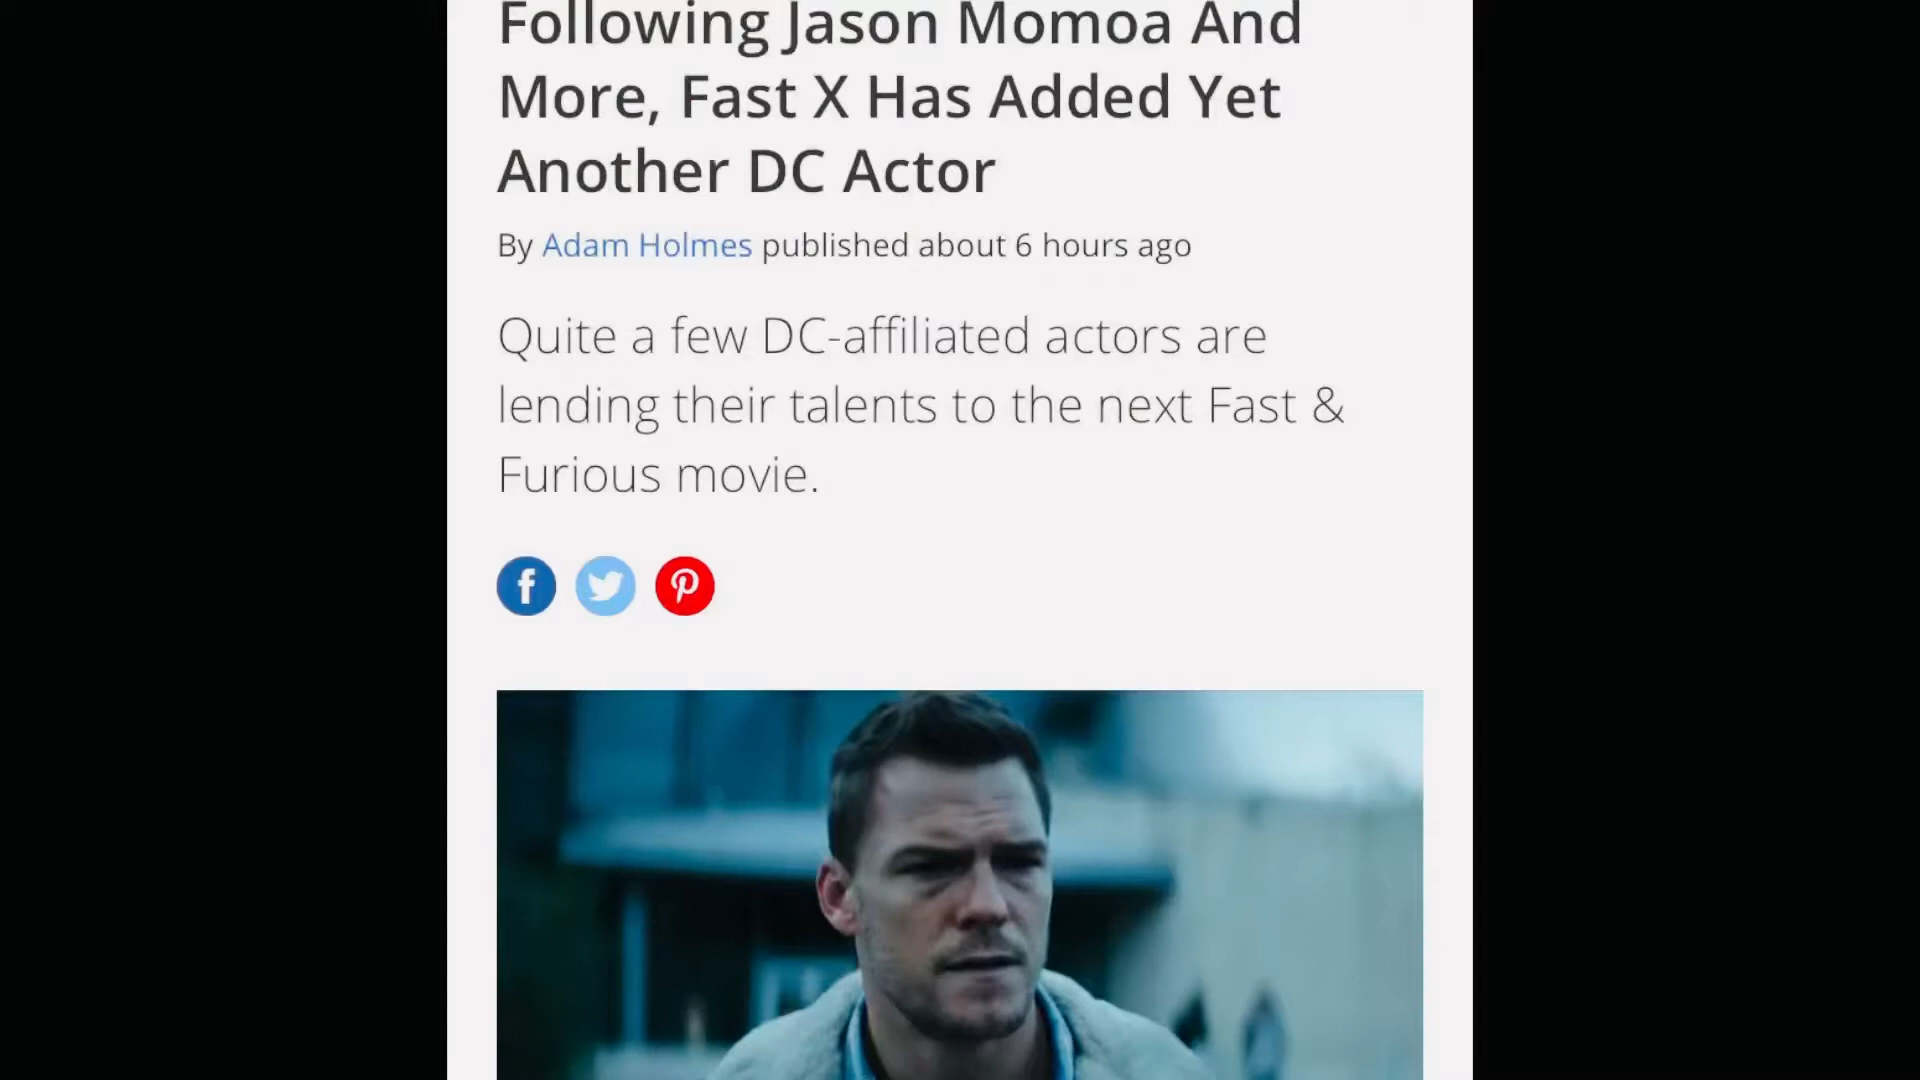 Following Jason Momoa And
More, Fast X Has Added Yet
Another DC Actor
By Adam Holmes published about 6 hours ago
Quite a few DC-affiliated actors are
lending their talents to the next Fast &
Furious movie.